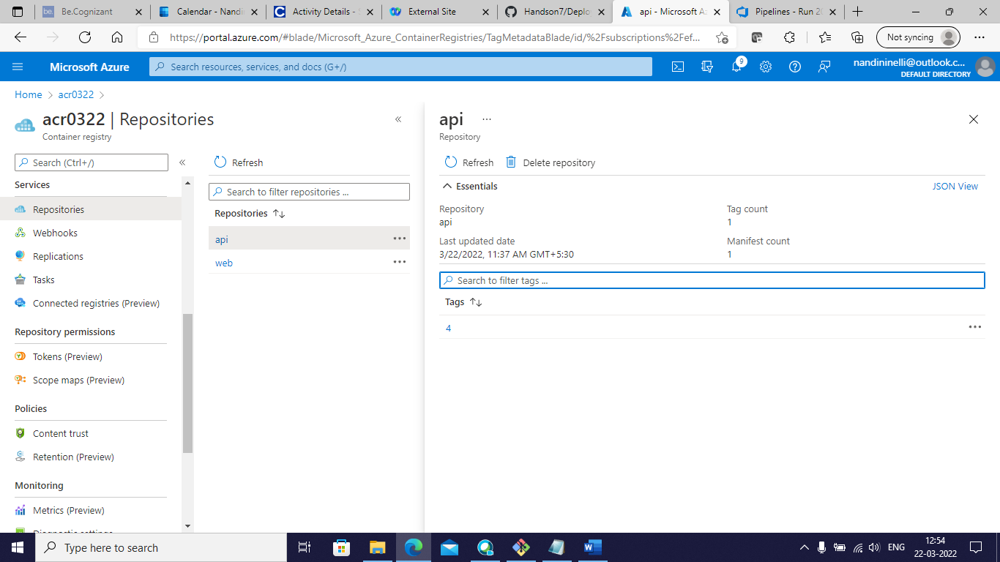 Be.Cognizant
Calendar - Nandin
Activity Details - S
External Site
Handson7/Deploy
api - Microsoft Az
Pipelines - Run 20
https://portal.azure.com/#blade/Microsoft_Azure_ContainerRegistries/TagMetadataBlade/id/%2Fsubscriptions%2Fef...
Not syncing
Microsoft Azure
Search resources, services, and docs (G+/)
9
nandininelli@outlook.c...
DEFAULT DIRECTORY
Home > acr0322 >
acr0322 | Repositories
Container registry
Search (Ctrl+/)
Services
Repositories
Webhooks
Replications
Tasks
Connected registries (Preview)
Repository permissions
Tokens (Preview)
Scope maps (Preview)
Policies
Content trust
Retention (Preview)
Monitoring
Metrics (Preview)
Diagnostic settings
Refresh
Search to filter repositories ...
Repositories
api
web
api
Repository
Refresh
Delete repository
Essentials
JSON View
Repository
api
Tag count
1
Last updated date
3/22/2022, 11:37 AM GMT+5:30
Manifest count
1
Search to filter tags ...
Tags
4
Type here to search
ENG
12:54
22-03-2022